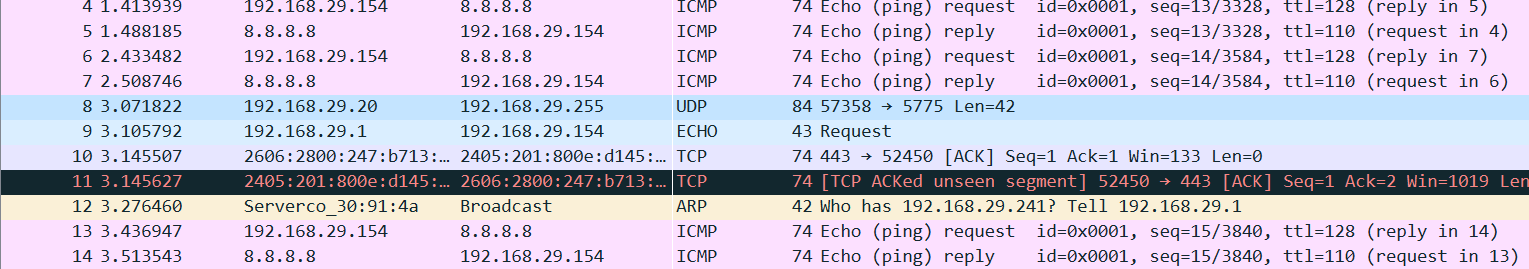 4 1.413939 192.168.29.154 8.8.8.8 ICMP 74 Echo (ping) request id=0x0001, seq=13/3328, ttl=128 (reply in 5)
5 1.488185 8.8.8.8 192.168.29.154 ICMP 74 Echo (ping) reply id=0x0001, seq=13/3328, ttl=110 (request in 4)
6 2.433482 192.168.29.154 8.8.8.8 ICMP 74 Echo (ping) request id=0x0001, seq=14/3584, ttl=128 (reply in 7)
7 2.508746 8.8.8.8 192.168.29.154 ICMP 74 Echo (ping) reply id=0x0001, seq=14/3584, ttl=110 (request in 6)
8 3.071822 192.168.29.20 192.168.29.255 UDP 84 57358 → 5775 Len=42
9 3.105792 192.168.29.1 192.168.29.154 ECHO 43 Request
10 3.145507 2606:2800:247:b713:… 2405:201:800e:d145:… TCP 74 443 → 52450 [ACK] Seq=1 Ack=1 Win=133 Len=0
11 3.145627 2405:201:800e:d145:… 2606:2800:247:b713:… TCP 74 [TCP ACKed unseen segment] 52450 → 443 [ACK] Seq=1 Ack=2 Win=1019 Len
12 3.276460 Serverco_30:91:4a Broadcast ARP 42 Who has 192.168.29.241? Tell 192.168.29.1
13 3.436947 192.168.29.154 8.8.8.8 ICMP 74 Echo (ping) request id=0x0001, seq=15/3840, ttl=128 (reply in 14)
14 3.513543 8.8.8.8 192.168.29.154 ICMP 74 Echo (ping) reply id=0x0001, seq=15/3840, ttl=110 (request in 13)